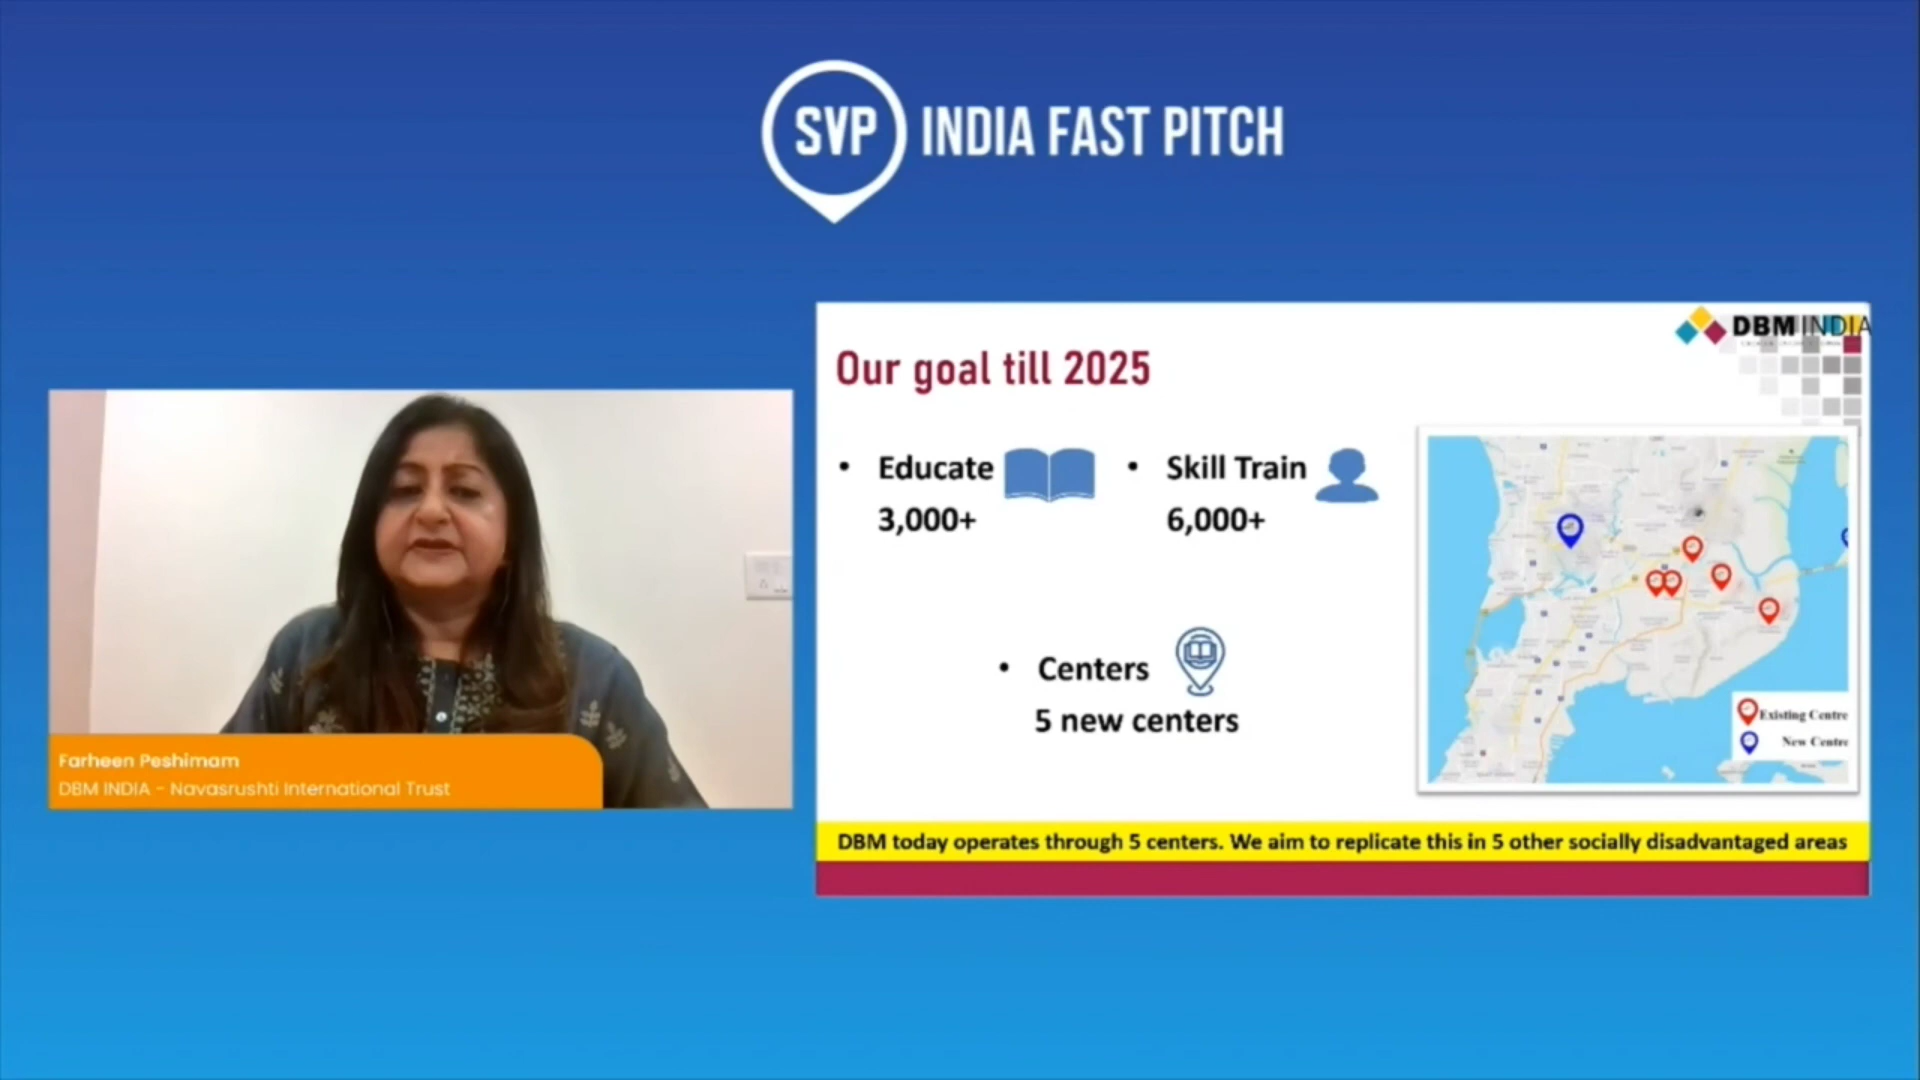 SVP INDIA FAST PITCH
DBM INDIA
Our goal till 2025
• Educate
3,000+
• Skill Train
6,000+
• Centers
5 new centers
Existing Centre
New Centre
DBM today operates through 5 centers. We aim to replicate this in 5 other socially disadvantaged areas
Farheen Peshimam
DBM INDIA - Navasrushti International Trust